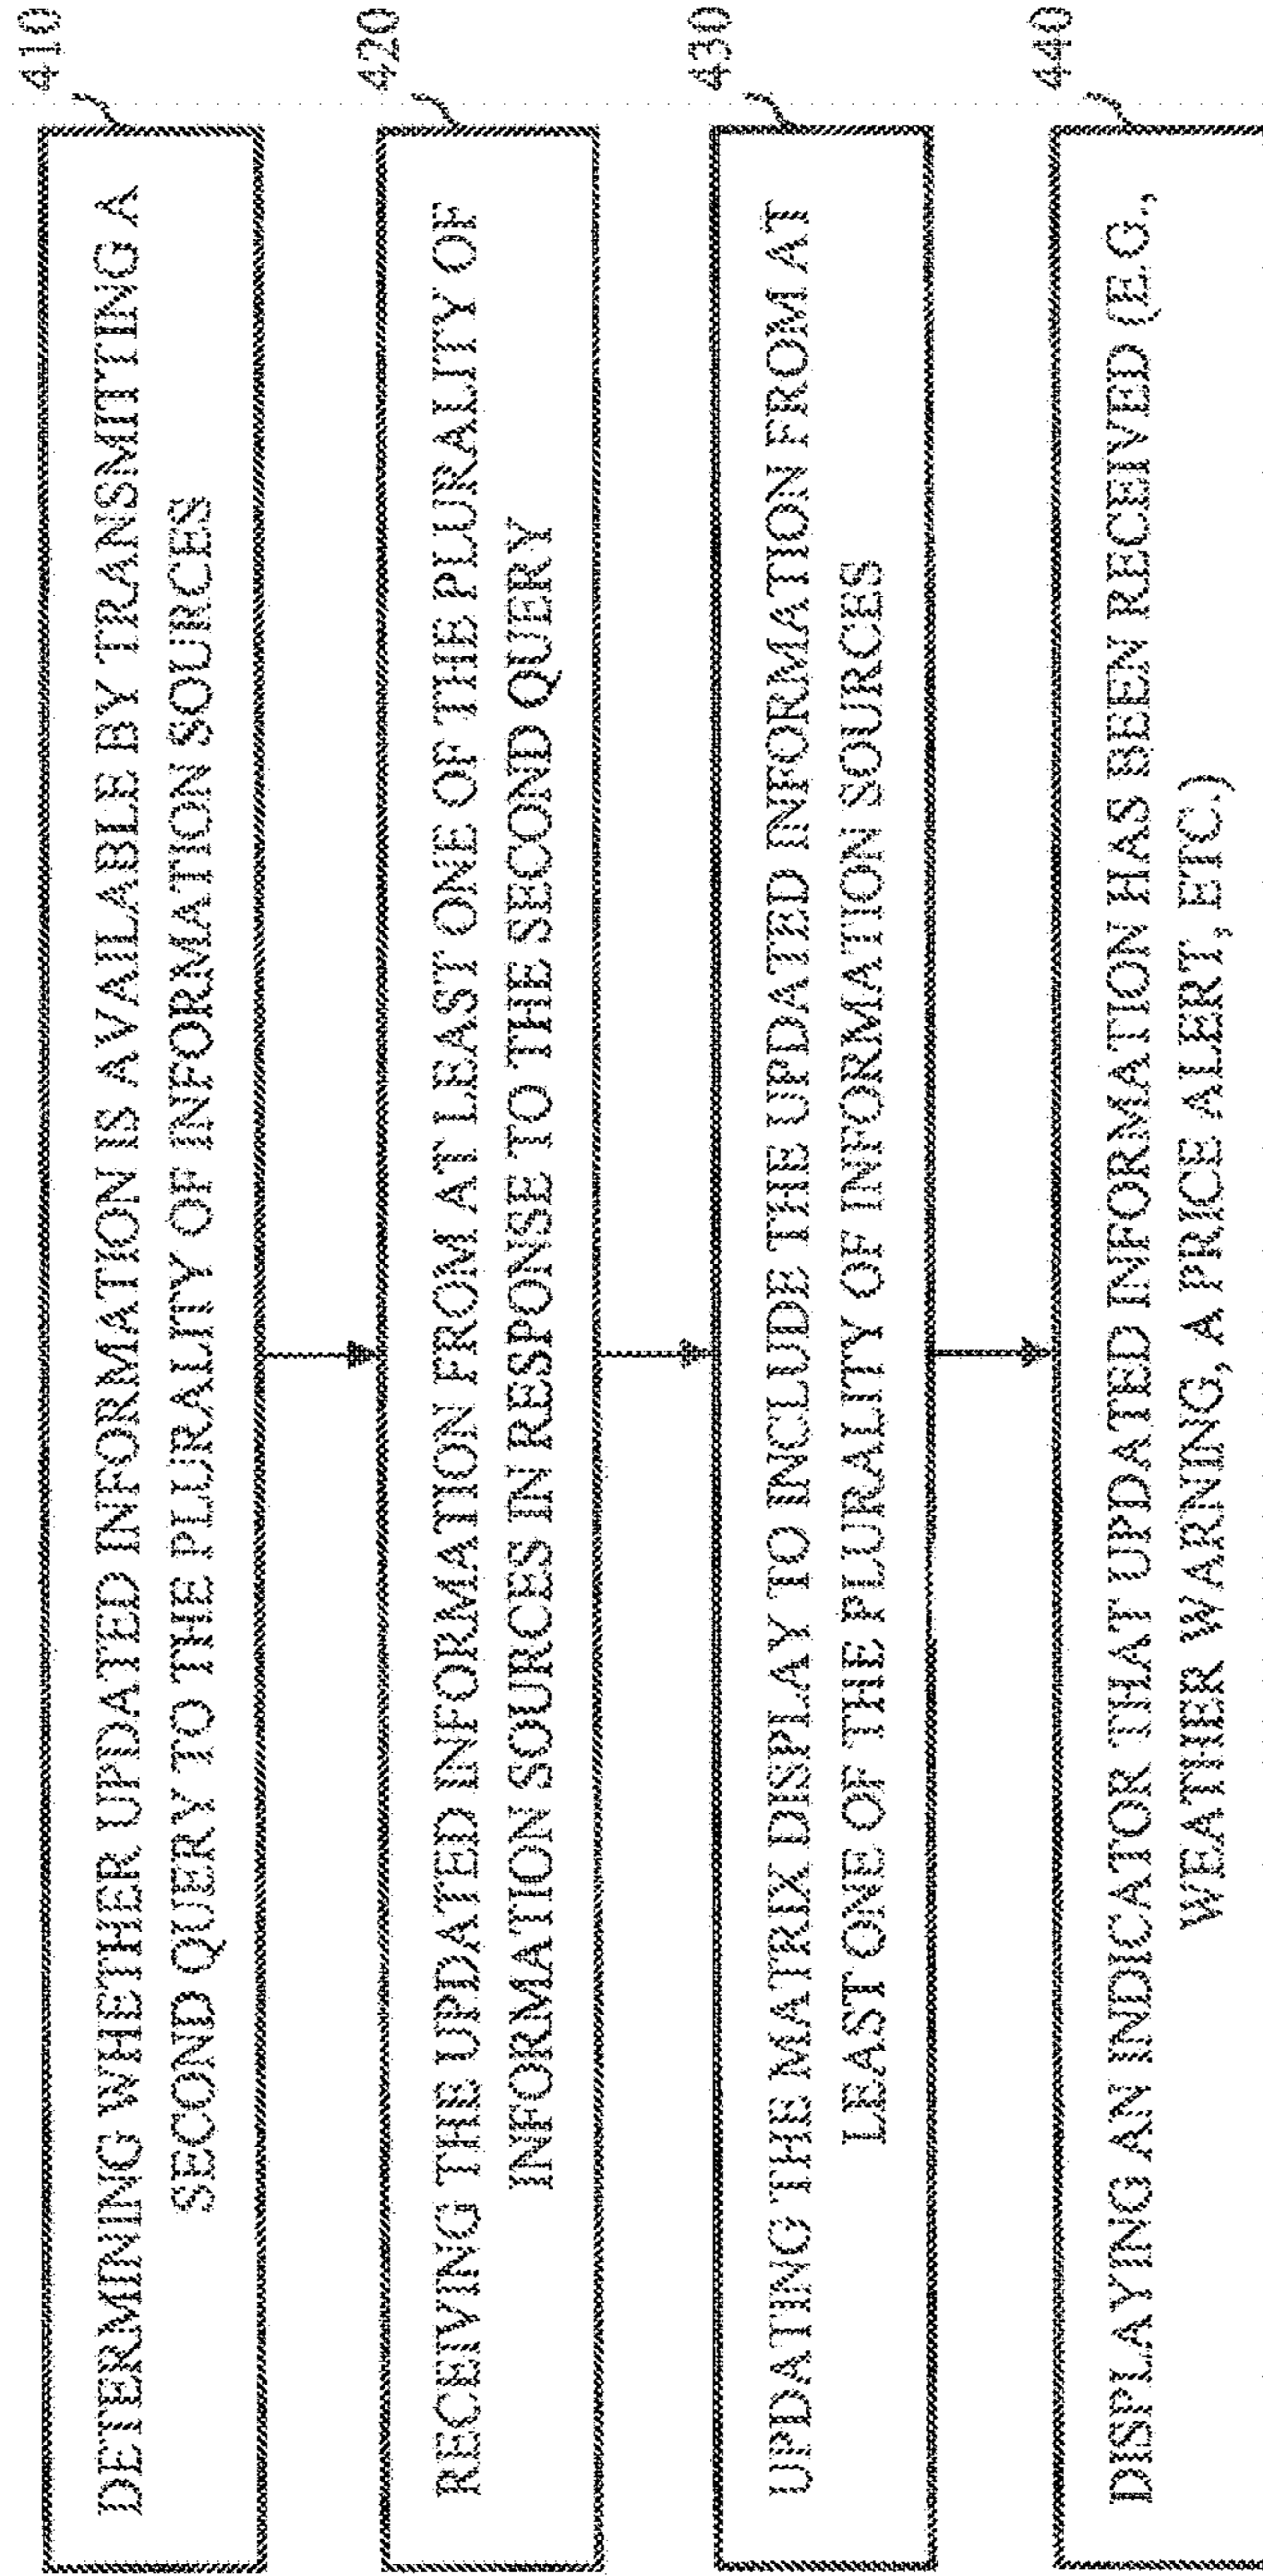 410
DETERMINING WHETHER UPDATED INFORMATION IS AVAILABLE BY TRANSMITTING A
SECOND QUERY TO THE PLURALITY OF INFORMATION SOURCES
420
RECEIVING THE UPDATED INFORMATION FROM AT LEAST ONE OF THE PLURALITY OF
INFORMATION SOURCES IN RESPONSE TO THE SECOND QUERY
430
UPDATING THE MATRIX DISPLAY TO INCLUDE THE UPDATED INFORMATION FROM AT
LEAST ONE OF THE PLURALITY OF INFORMATION SOURCES
440
DISPLAYING AN INDICATOR THAT UPDATED INFORMATION HAS BEEN RECEIVED (E.G.,
WEATHER WARNING, A PRICE ALERT, ETC.)